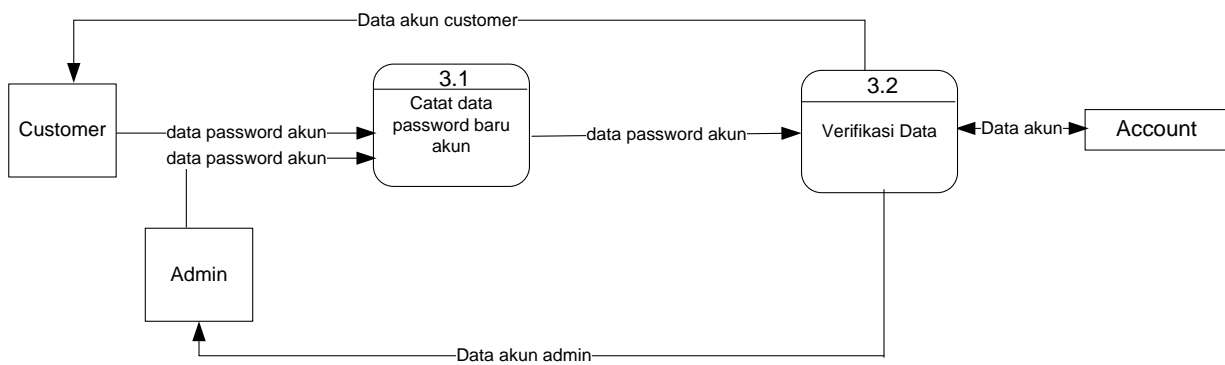 Data akun customer
3.1
Catat data
password baru
akun
3.2
Verifikasi Data
Customer
data password akun
data password akun
data password akun
Data akun
Account
Admin
Data akun admin